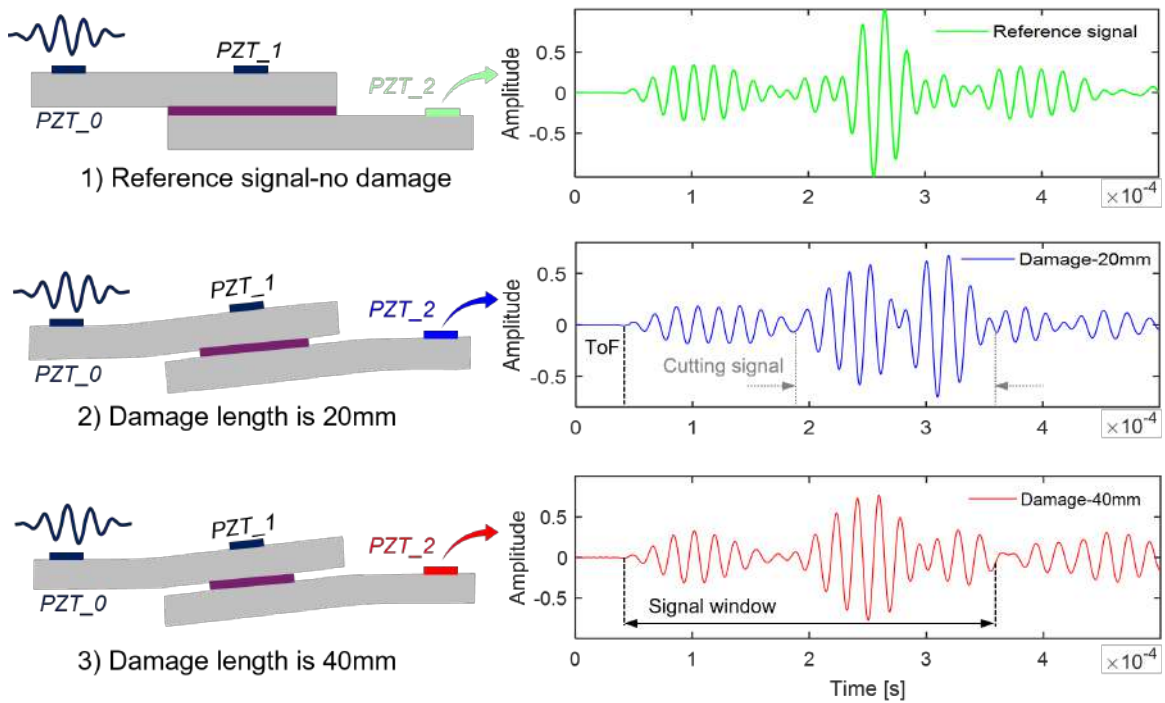 PZT_1
PZT_2
PZT_0
1) Reference signal-no damage
Amplitude
0.5
0
-0.5
Reference signal
0 1 2 3 4 ×10⁻⁴
PZT_1
PZT_2
PZT_0
2) Damage length is 20mm
Amplitude
0.5
0
-0.5
Damage-20mm
ToF
Cutting signal
0 1 2 3 4 ×10⁻⁴
PZT_1
PZT_2
PZT_0
3) Damage length is 40mm
Amplitude
0.5
0
-0.5
Damage-40mm
Signal window
0 1 2 3 4 ×10⁻⁴
Time [s]